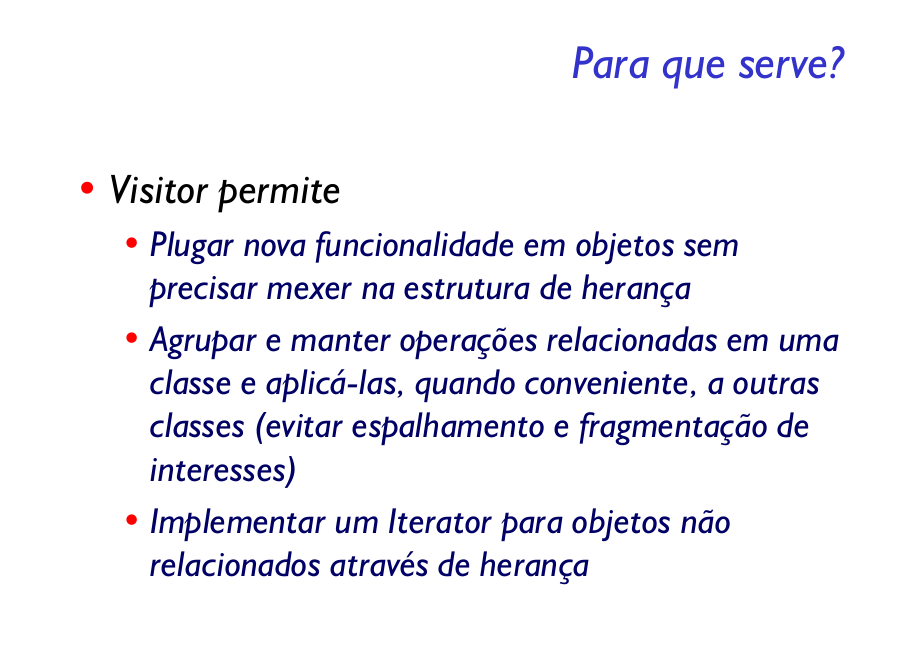 Para que serve?
• Visitor permite
• Plugar nova funcionalidade em objetos sem
precisar mexer na estrutura de herança
• Agrupar e manter operações relacionadas em uma
classe e aplicá-las, quando conveniente, a outras
classes (evitar espalhamento e fragmentação de
interesses)
• Implementar um Iterator para objetos não
relacionados através de herança